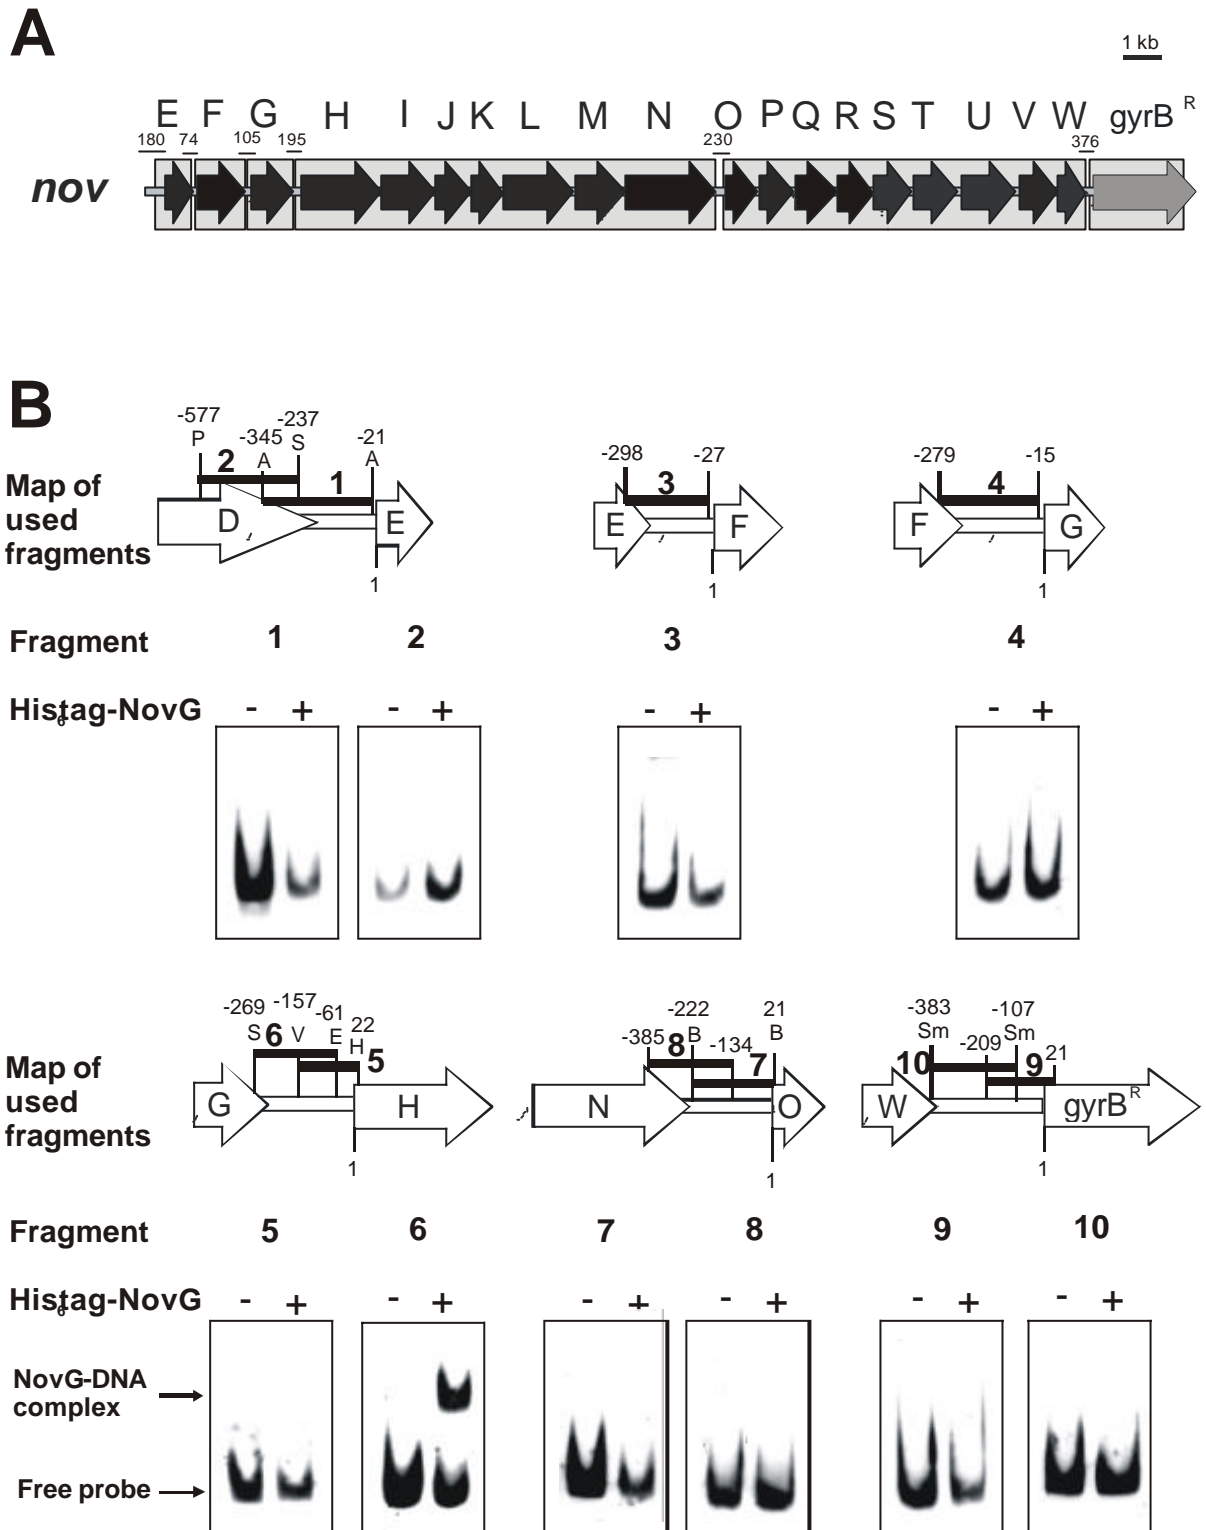 A
1 kb
E F G H I J K L M N O P Q R S T U V W gyrB R
180 74 105 195 230 376
nov
B
-577 -345 -237 -21
P A S A
2 1
D E
1
-298 -27
3
E F
1
-279 -15
4
F G
1
Map of
used
fragments
Fragment 1 2 3 4
His6tag-NovG - + - + - + - +
-269 -157 -61 22
S V E H
6 5
G H
1
-385 -222 -134 21
B B
8 7
N O
1
-383 -209 -107 21
Sm Sm
10 9
W gyrB R
1
Map of
used
fragments
Fragment 5 6 7 8 9 10
His6tag-NovG - + - + - + - + - + - +
NovG-DNA
complex
Free probe